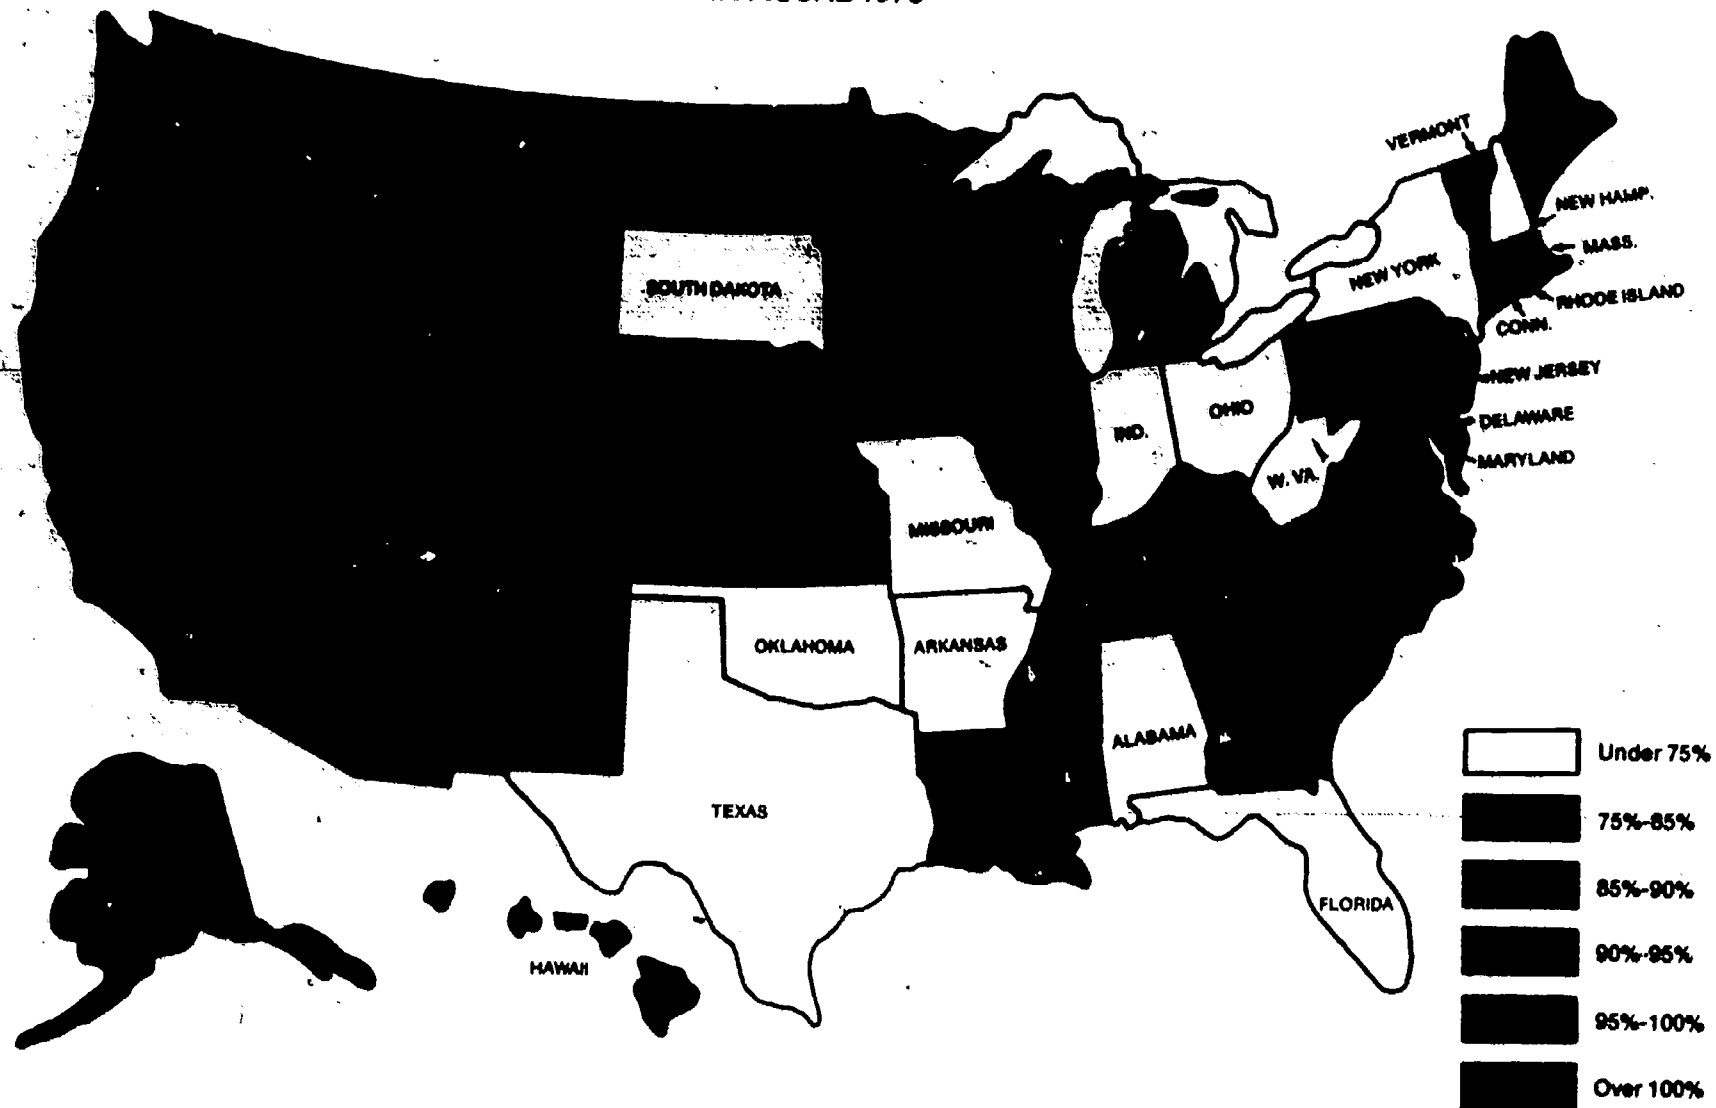 VERMONT
NEW HAMP.
MASS.
NEW YORK
RHODE ISLAND
CONN.
SOUTH DAKOTA
NEW JERSEY
OHIO
DELAWARE
IND.
MARYLAND
W. VA.
MISSOURI
OKLAHOMA
ARKANSAS
ALABAMA
Under 75%
TEXAS
75%-85%
85%-90%
FLORIDA
90%-95%
HAWAII
95%-100%
Over 100%